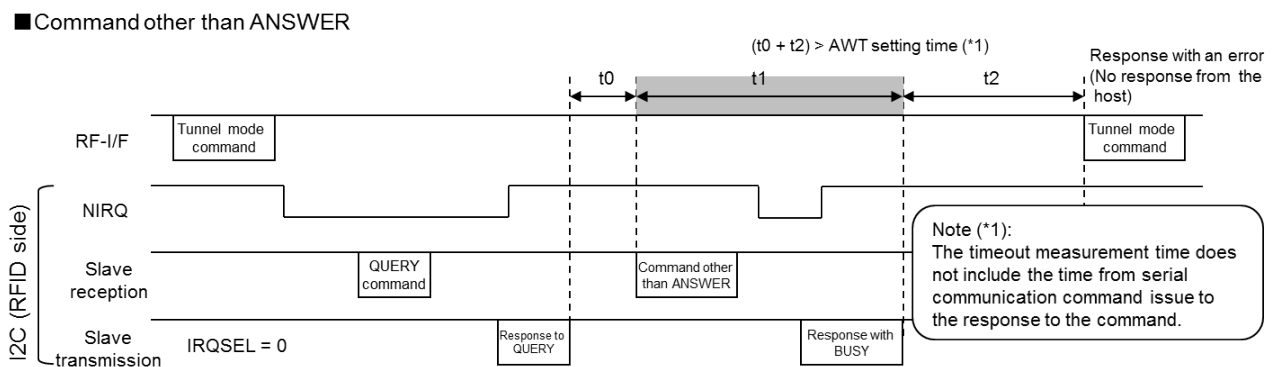 ■Command other than ANSWER
(t0 + t2) > AWT setting time (*1)
Response with an error
(No response from the
host)
t0
t1
t2
RF-I/F
Tunnel mode
command
Tunnel mode
command
I2C (RFID side)
NIRQ
Slave
reception
QUERY
command
Command other
than ANSWER
Slave
transmission
IRQSEL = 0
Response to
QUERY
Response with
BUSY
Note (*1):
The timeout measurement time does
not include the time from serial
communication command issue to
the response to the command.